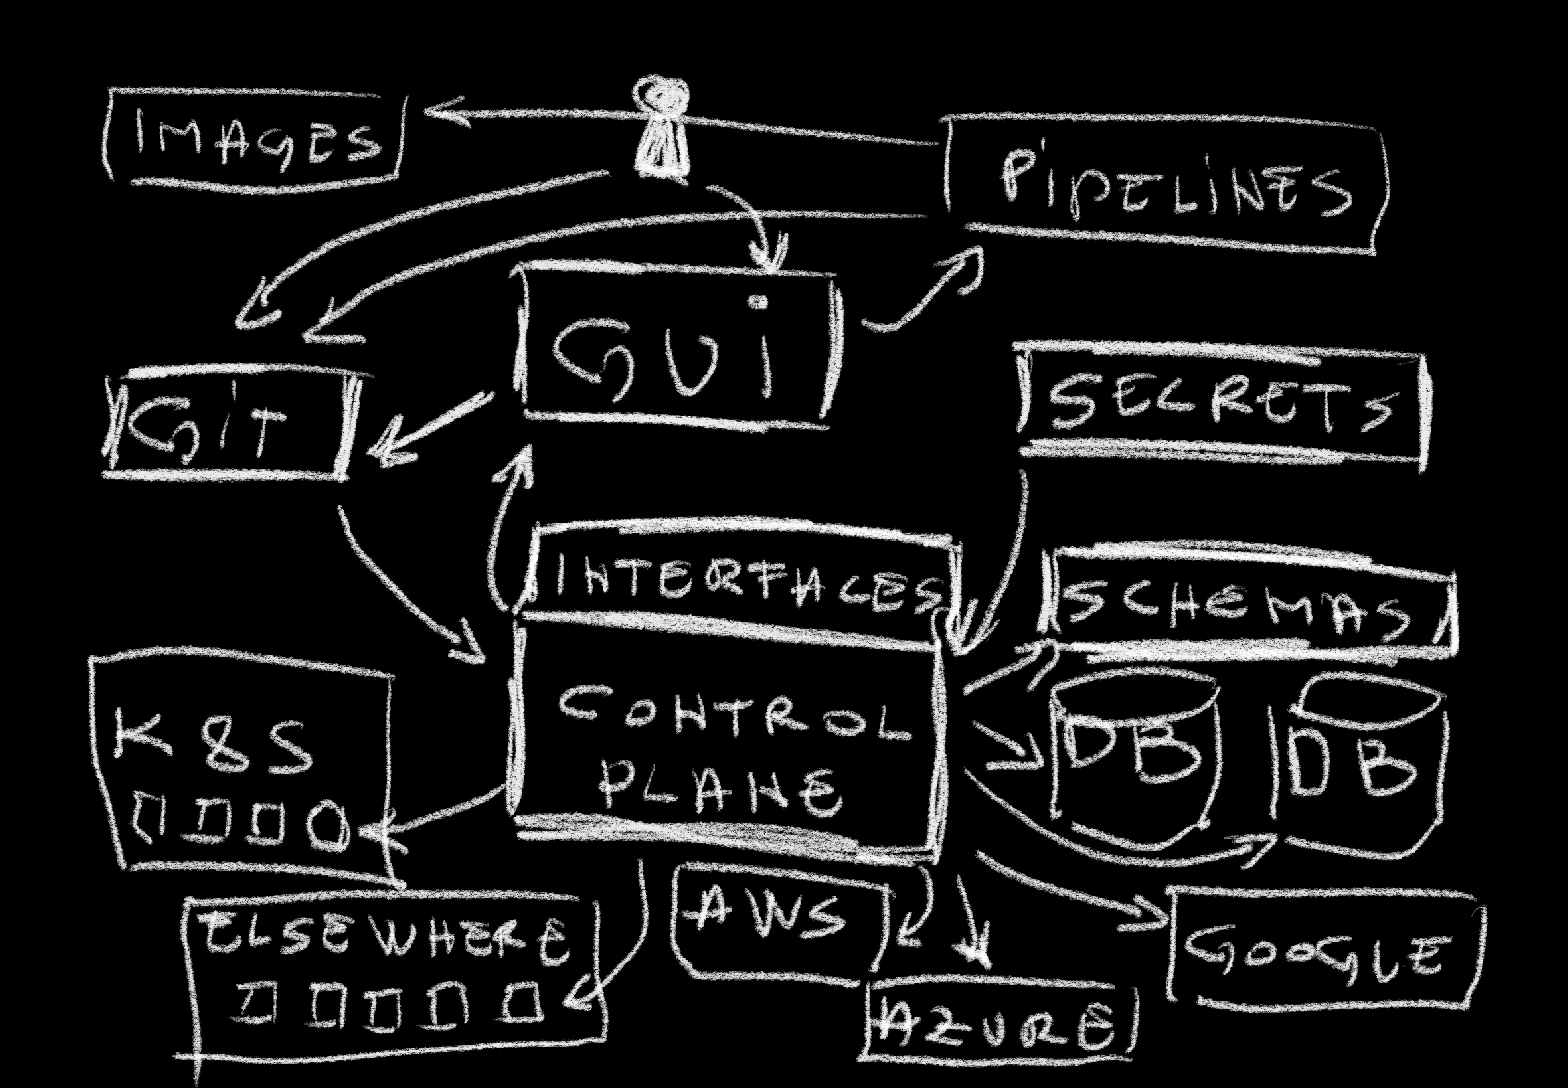 IMAGES
PIPELINES
GUI
SECRETS
GIT
INTERFACES
SCHEMAS
CONTROL
PLANE
K8S
DB
DB
AWS
ELSEWHERE
GOOGLE
AZURE